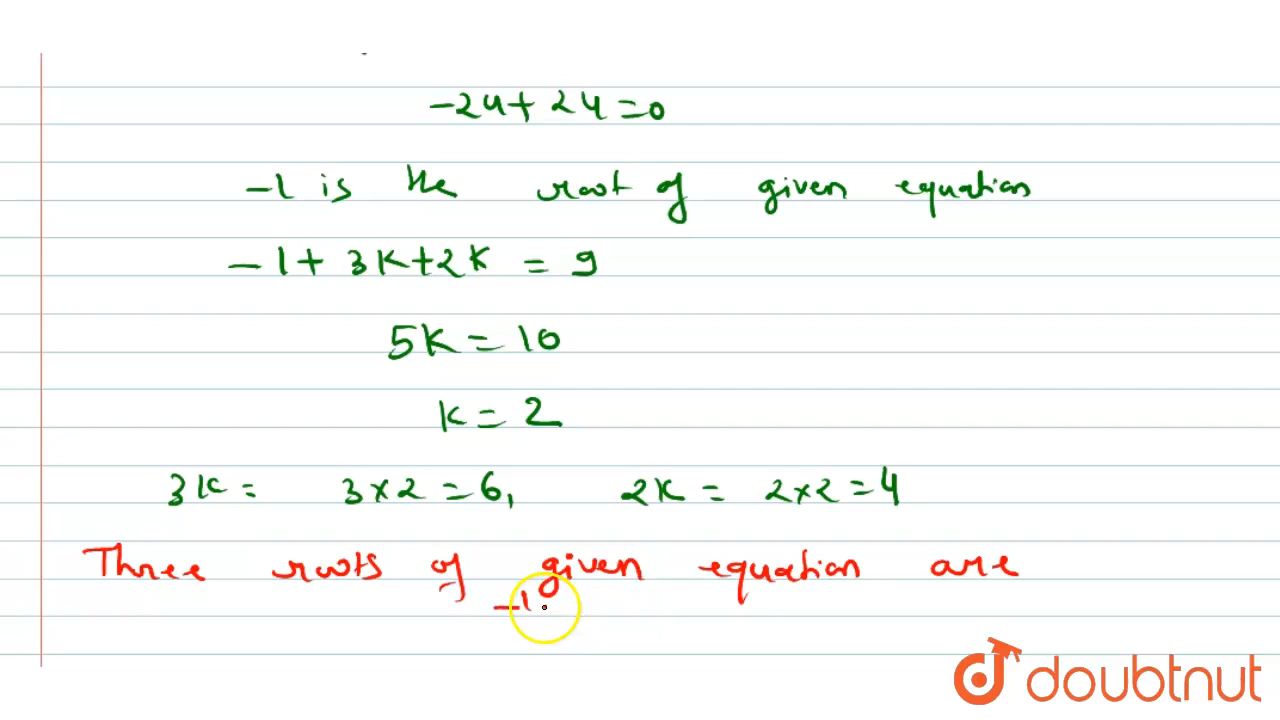 -24+24=0
-1 is the root of given equation
-1+3K+2K = 9
5K=10
K=2
3K= 3×2=6, 2K= 2×2=4
Three roots of given equation are
-1
doubtnut